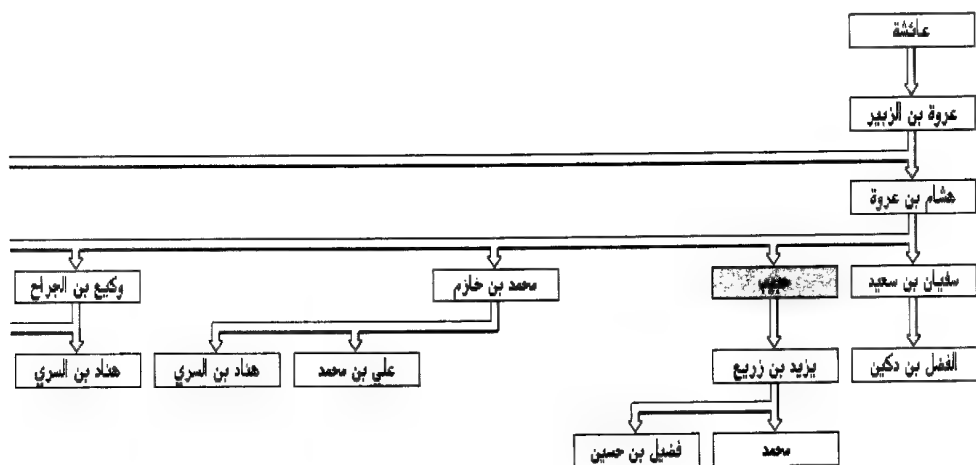 عائشة
عروة بن الزبير
هشام بن عروة
سفيان بن سعيد
محمد بن خازم
وكيع بن الجراح
الفضل بن دكين
يزيد بن زريع
علي بن محمد
هناد بن السري
هناد بن السري
محمد
فضيل بن حسين